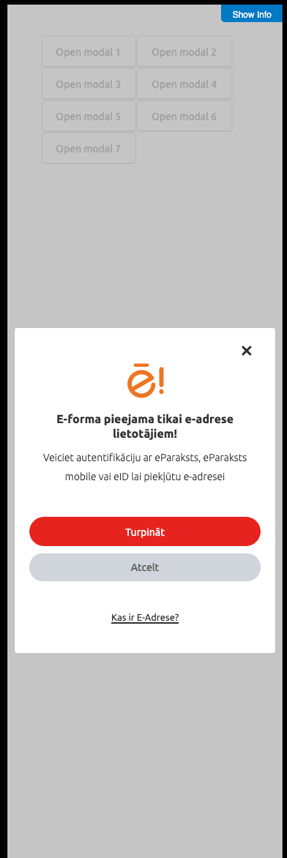 Show Info
Open modal 1 Open modal 2
Open modal 3 Open modal 4
Open modal 5 Open modal 6
Open modal 7
ē!
E-forma pieejama tikai e-adrese
lietotājiem!
Veiciet autentifikāciju ar eParaksts, eParaksts
mobile vai eID lai piekļūtu e-adresei
Turpināt
Atcelt
Kas ir E-Adrese?